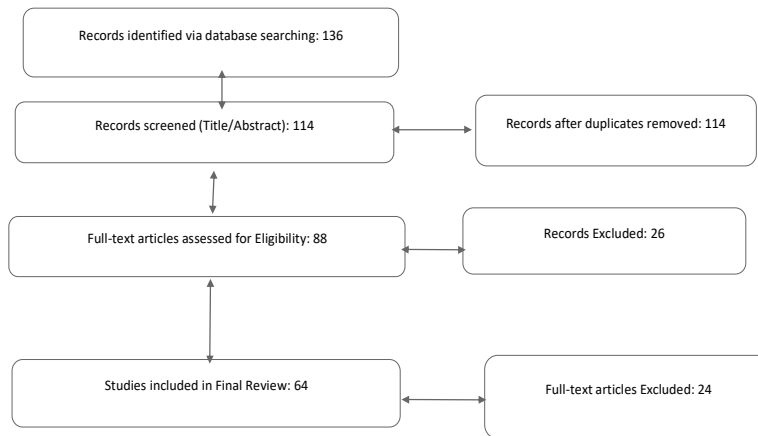 Records identified via database searching: 136
Records screened (Title/Abstract): 114
Records after duplicates removed: 114
Full-text articles assessed for Eligibility: 88
Records Excluded: 26
Studies included in Final Review: 64
Full-text articles Excluded: 24